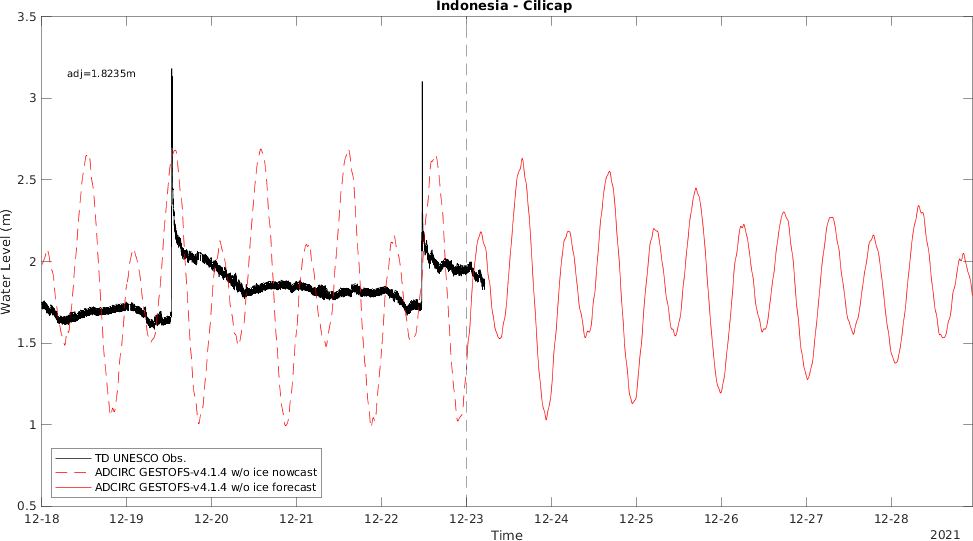 Indonesia - Cilicap
3.5
adj=1.8235m
3
2.5
2
1.5
1
0.5
Water Level (m)
TD UNESCO Obs.
ADCIRC GESTOFS-v4.1.4 w/o ice nowcast
ADCIRC GESTOFS-v4.1.4 w/o ice forecast
12-18 12-19 12-20 12-21 12-22 12-23 12-24 12-25 12-26 12-27 12-28
Time
2021